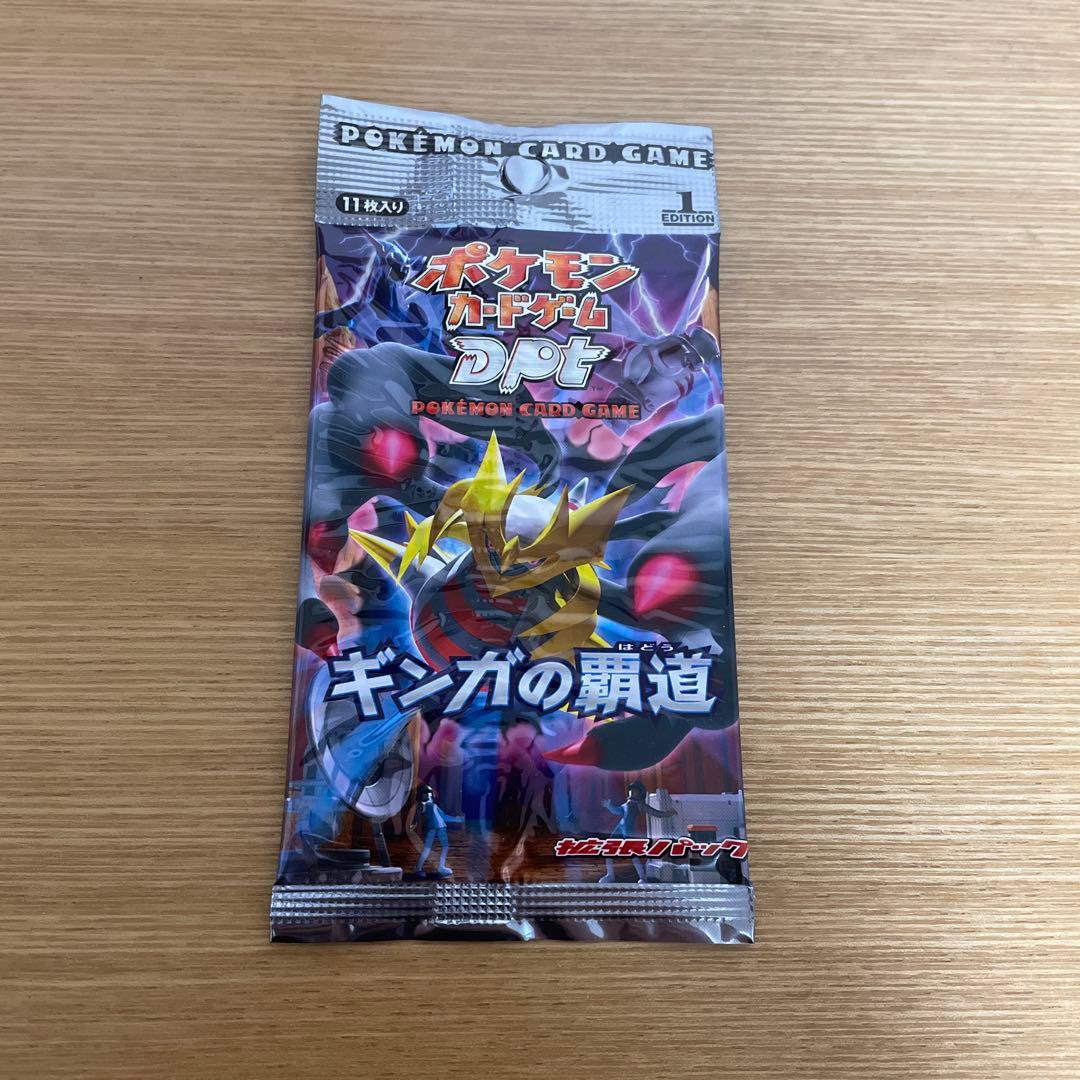 POKÉMON CARD GAME
11枚入り
1
EDITION
ポケモン
カードゲーム
DPt™
POKÉMON CARD GAME
はどう
ギンガの覇道
拡張パック